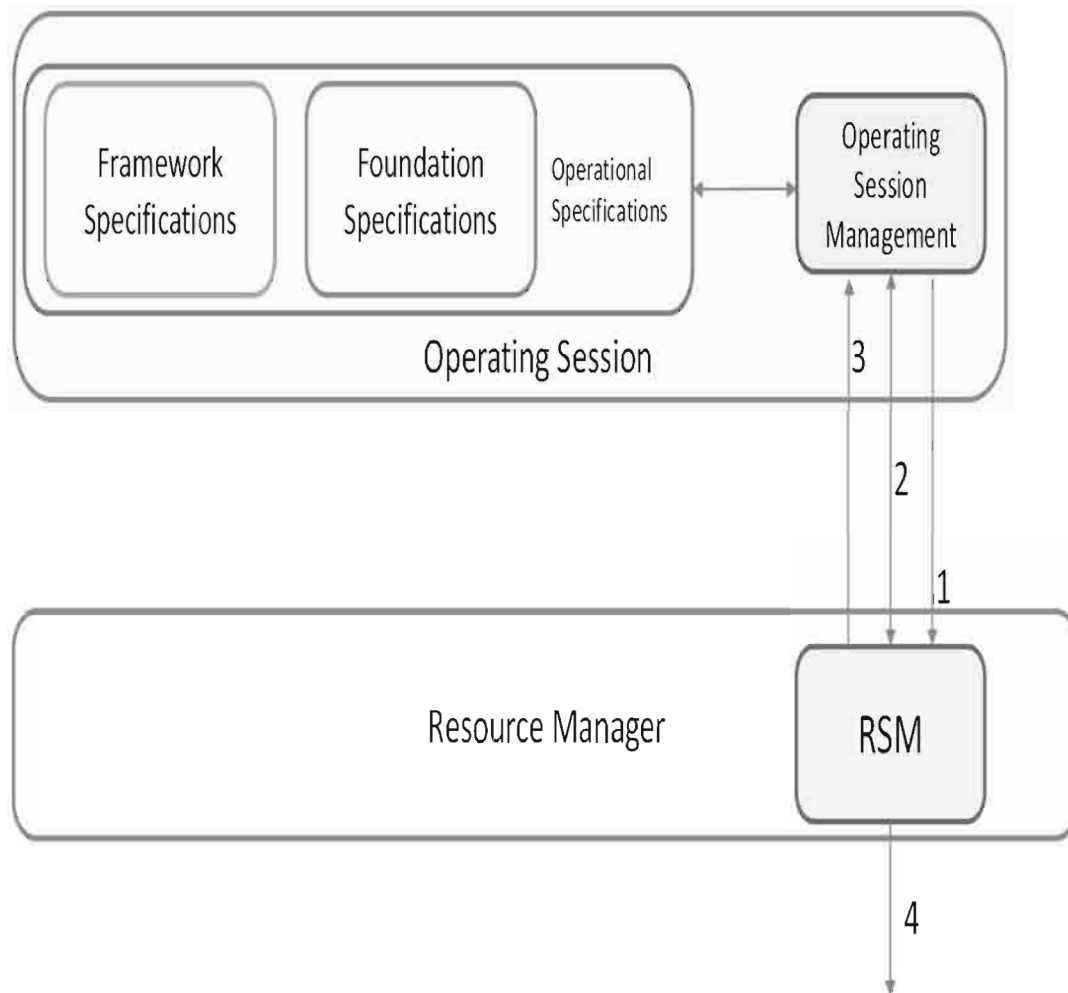 Framework
Specifications
Foundation
Specifications
Operational
Specifications
Operating
Session
Management
Operating Session
3
2
1
Resource Manager
RSM
4